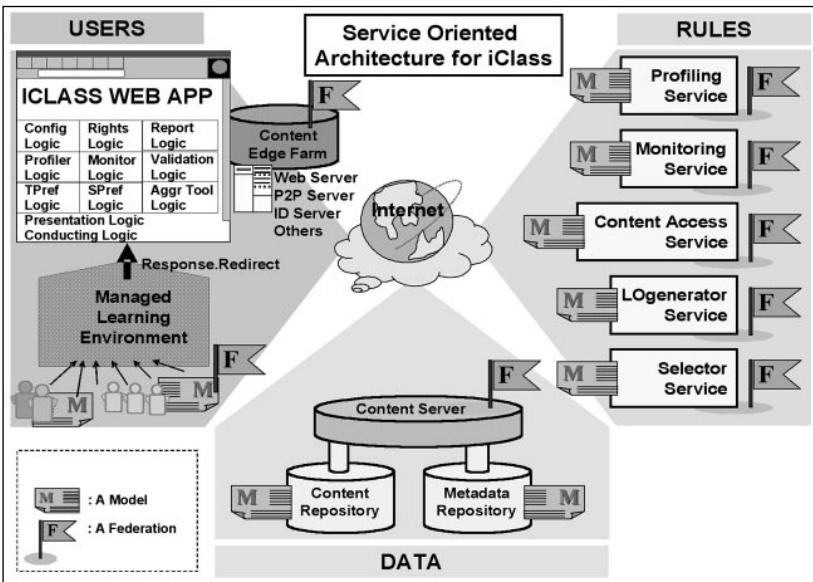 USERS
Service Oriented
Architecture for iClass
RULES
ICLASS WEB APP
Config Logic
Rights Logic
Report Logic
Profiler Logic
Monitor Logic
Validation Logic
TPref Logic
SPref Logic
Aggr Tool Logic
Presentation Logic
Conducting Logic
F
Content
Edge Farm
Web Server
P2P Server
ID Server
Others
Internet
Response.Redirect
Managed
Learning
Environment
M
M
F
M
Profiling
Service
F
M
Monitoring
Service
F
M
Content Access
Service
F
M
LOgenerator
Service
F
M
Selector
Service
F
F
Content Server
M
Content
Repository
Metadata
Repository
M
DATA
M
: A Model
F
: A Federation